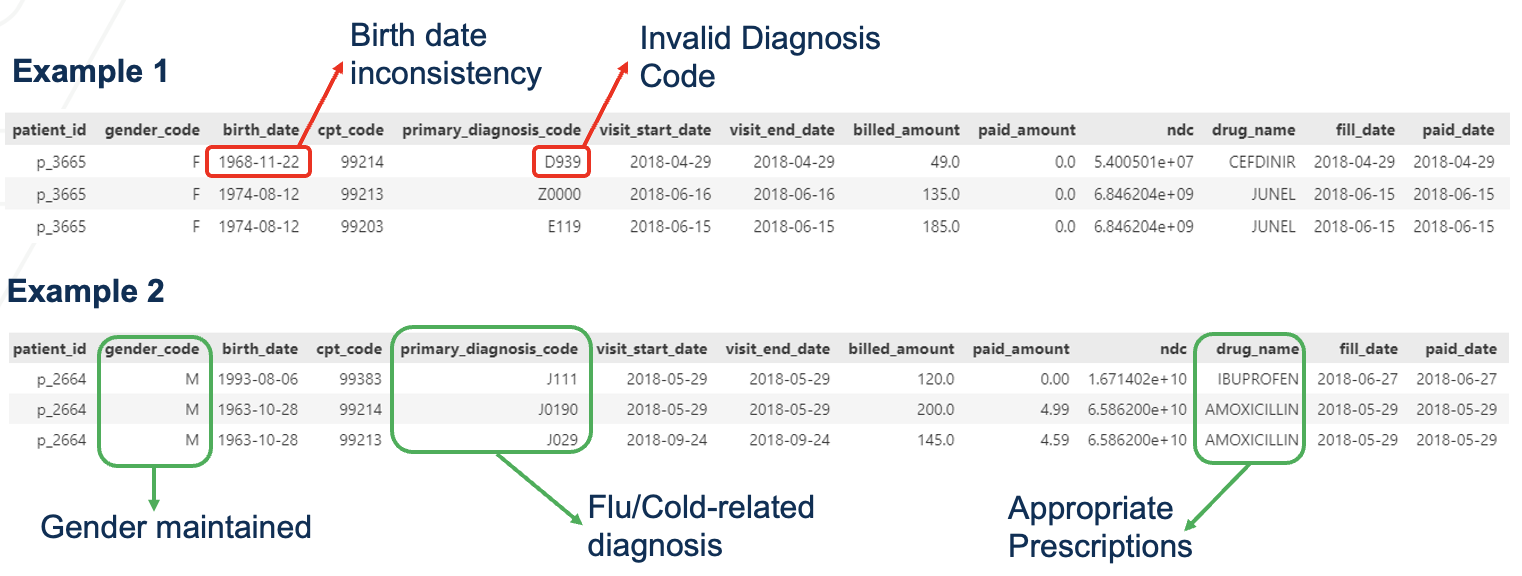 Birth date
inconsistency
Invalid Diagnosis
Code
Example 1
patient_id gender_code birth_date cpt_code primary_diagnosis_code visit_start_date visit_end_date billed_amount paid_amount ndc drug_name fill_date paid_date
p_3665 F 1968-11-22 99214 D939 2018-04-29 2018-04-29 49.0 0.0 5.400501e+07 CEFDINIR 2018-04-29 2018-04-29
p_3665 F 1974-08-12 99213 Z0000 2018-06-16 2018-06-16 135.0 0.0 6.846204e+09 JUNEL 2018-06-15 2018-06-15
p_3665 F 1974-08-12 99203 E119 2018-06-15 2018-06-15 185.0 0.0 6.846204e+09 JUNEL 2018-06-15 2018-06-15
Example 2
patient_id gender_code birth_date cpt_code primary_diagnosis_code visit_start_date visit_end_date billed_amount paid_amount ndc drug_name fill_date paid_date
p_2664 M 1993-08-06 99383 J111 2018-05-29 2018-05-29 120.0 0.00 1.671402e+10 IBUPROFEN 2018-06-27 2018-06-27
p_2664 M 1963-10-28 99214 J0190 2018-05-29 2018-05-29 200.0 4.99 6.586200e+10 AMOXICILLIN 2018-05-29 2018-05-29
p_2664 M 1963-10-28 99213 J029 2018-09-24 2018-09-24 145.0 4.59 6.586200e+10 AMOXICILLIN 2018-05-29 2018-05-29
Gender maintained
Flu/Cold-related
diagnosis
Appropriate
Prescriptions